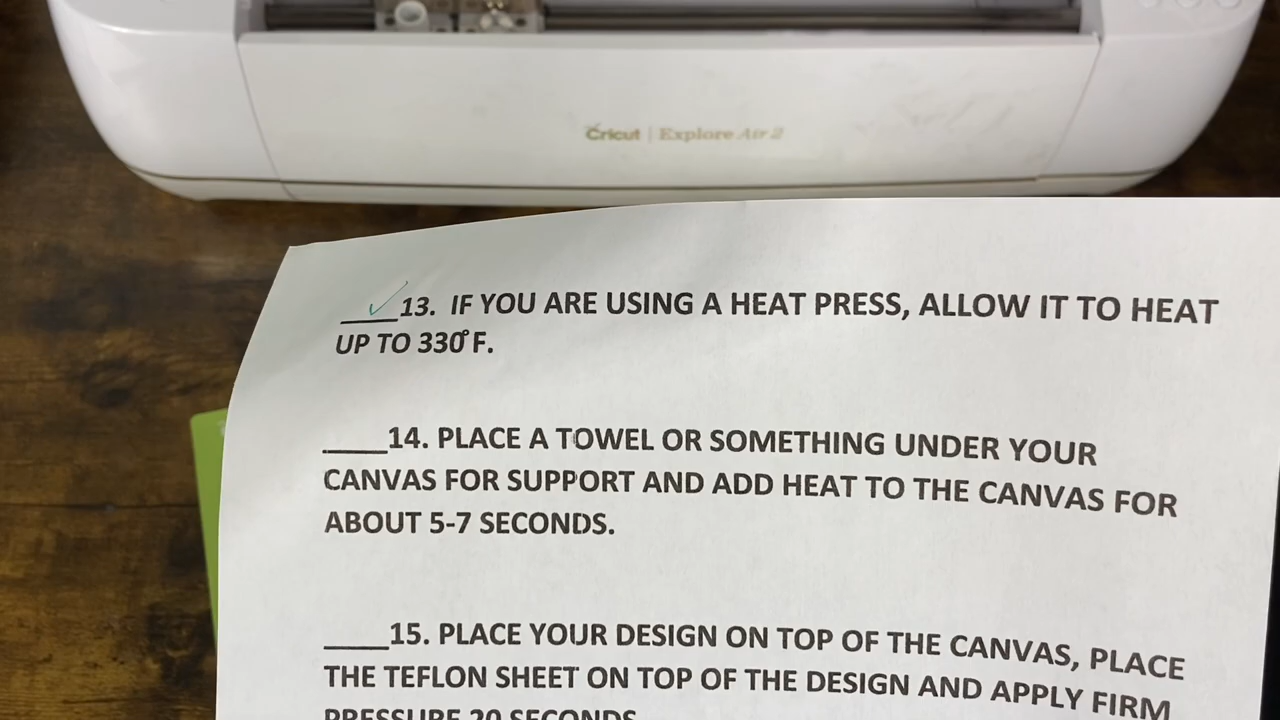 Cricut | Explore Air 2
____13. IF YOU ARE USING A HEAT PRESS, ALLOW IT TO HEAT
UP TO 330°F.
____14. PLACE A TOWEL OR SOMETHING UNDER YOUR
CANVAS FOR SUPPORT AND ADD HEAT TO THE CANVAS FOR
ABOUT 5-7 SECONDS.
____15. PLACE YOUR DESIGN ON TOP OF THE CANVAS, PLACE
THE TEFLON SHEET ON TOP OF THE DESIGN AND APPLY FIRM
PRESSURE 20 SECONDS